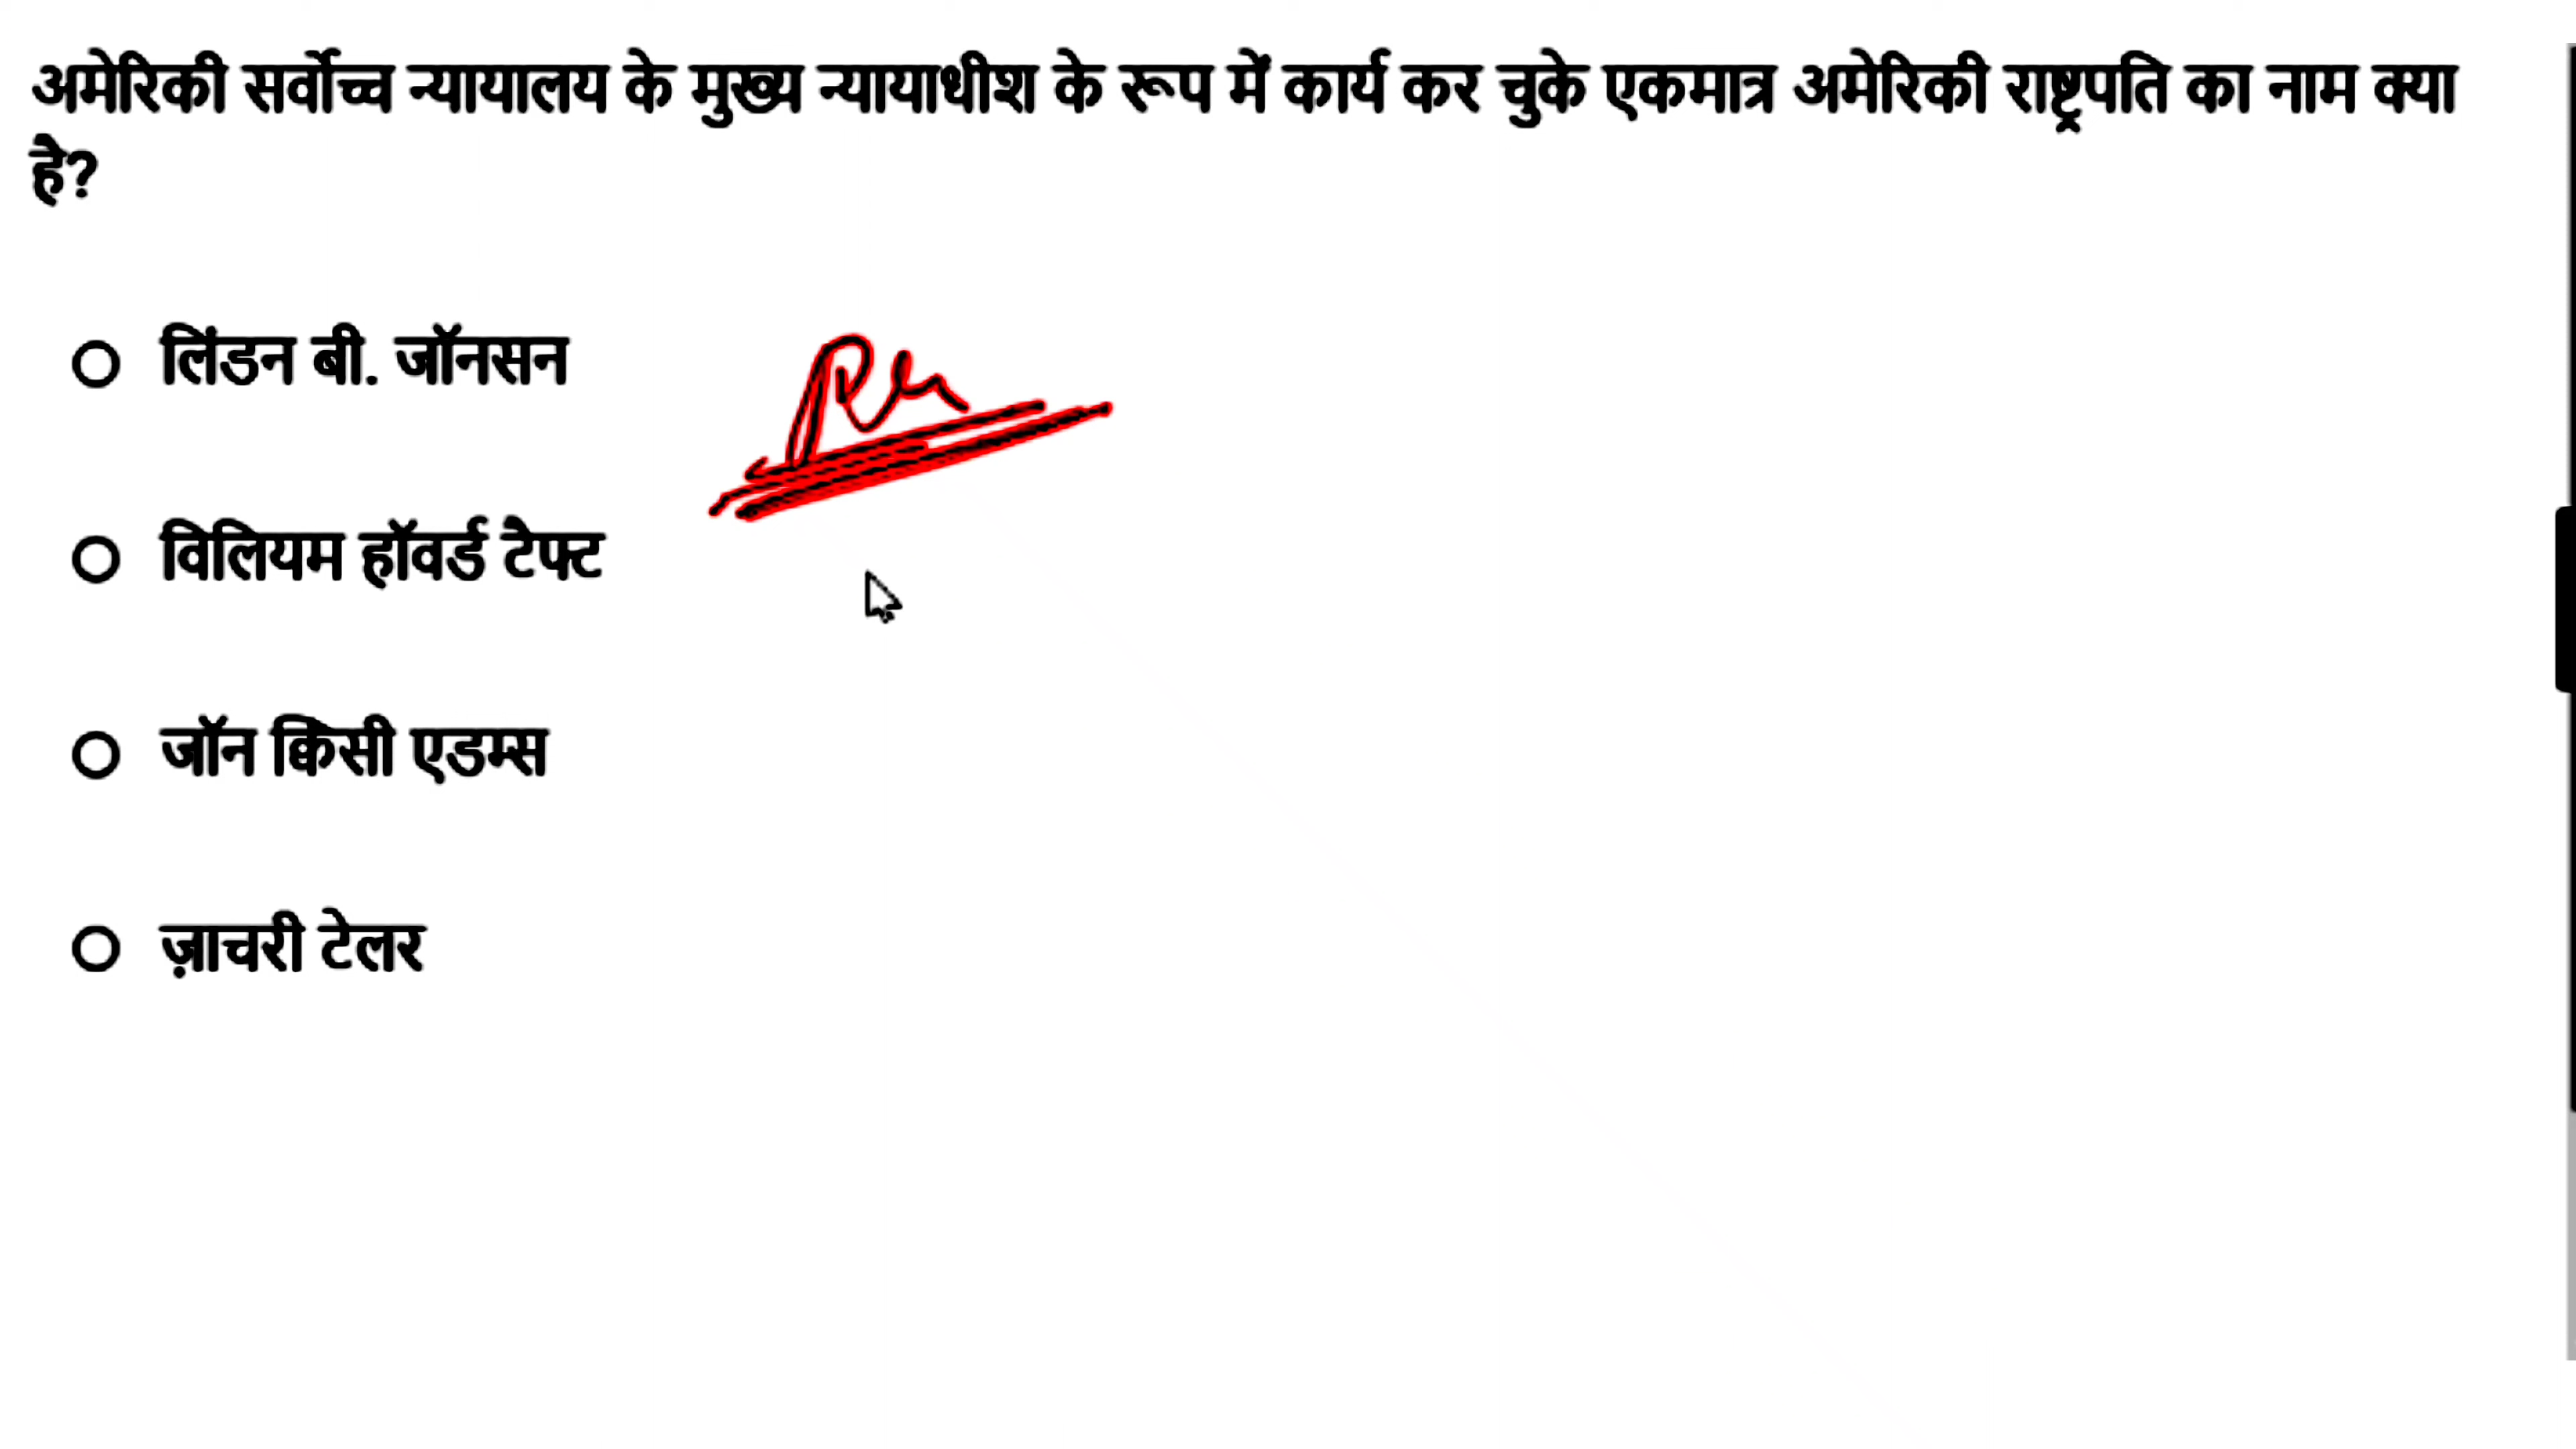 अमेरिकी सर्वोच्च न्यायालय के मुख्य न्यायाधीश के रूप में कार्य कर चुके एकमात्र अमेरिकी राष्ट्रपति का नाम क्या
है?
लिंडन बी. जॉनसन
विलियम हॉवर्ड टैफ्ट
जॉन क्विंसी एडम्स
ज़ाचरी टेलर